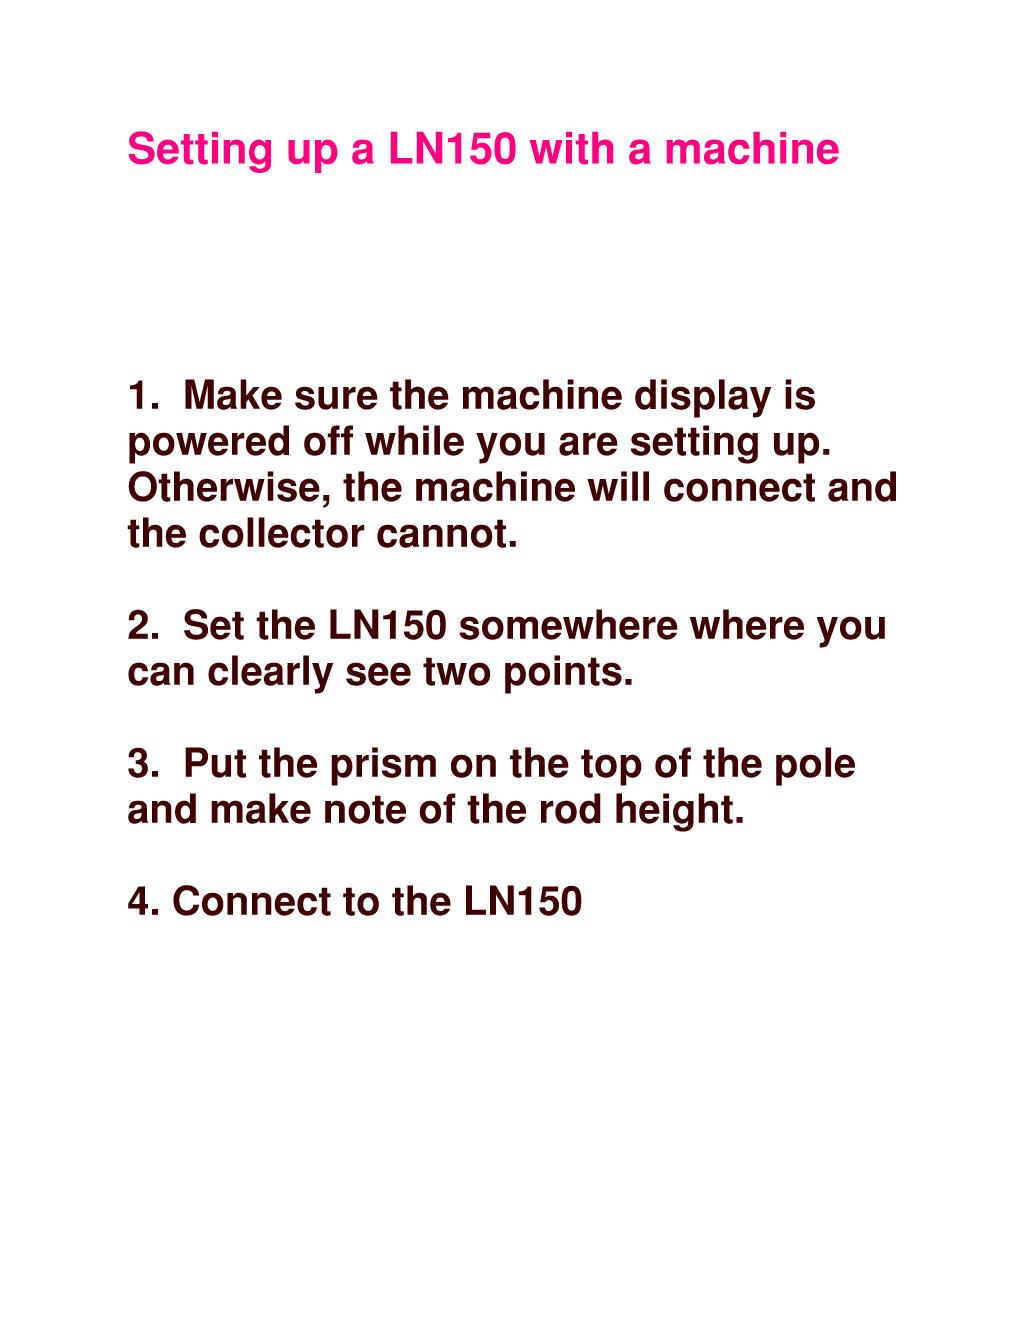 Setting up a LN150 with a machine
1.  Make sure the machine display is
powered off while you are setting up.
Otherwise, the machine will connect and
the collector cannot.
2.  Set the LN150 somewhere where you
can clearly see two points.
3.  Put the prism on the top of the pole
and make note of the rod height.
4. Connect to the LN150